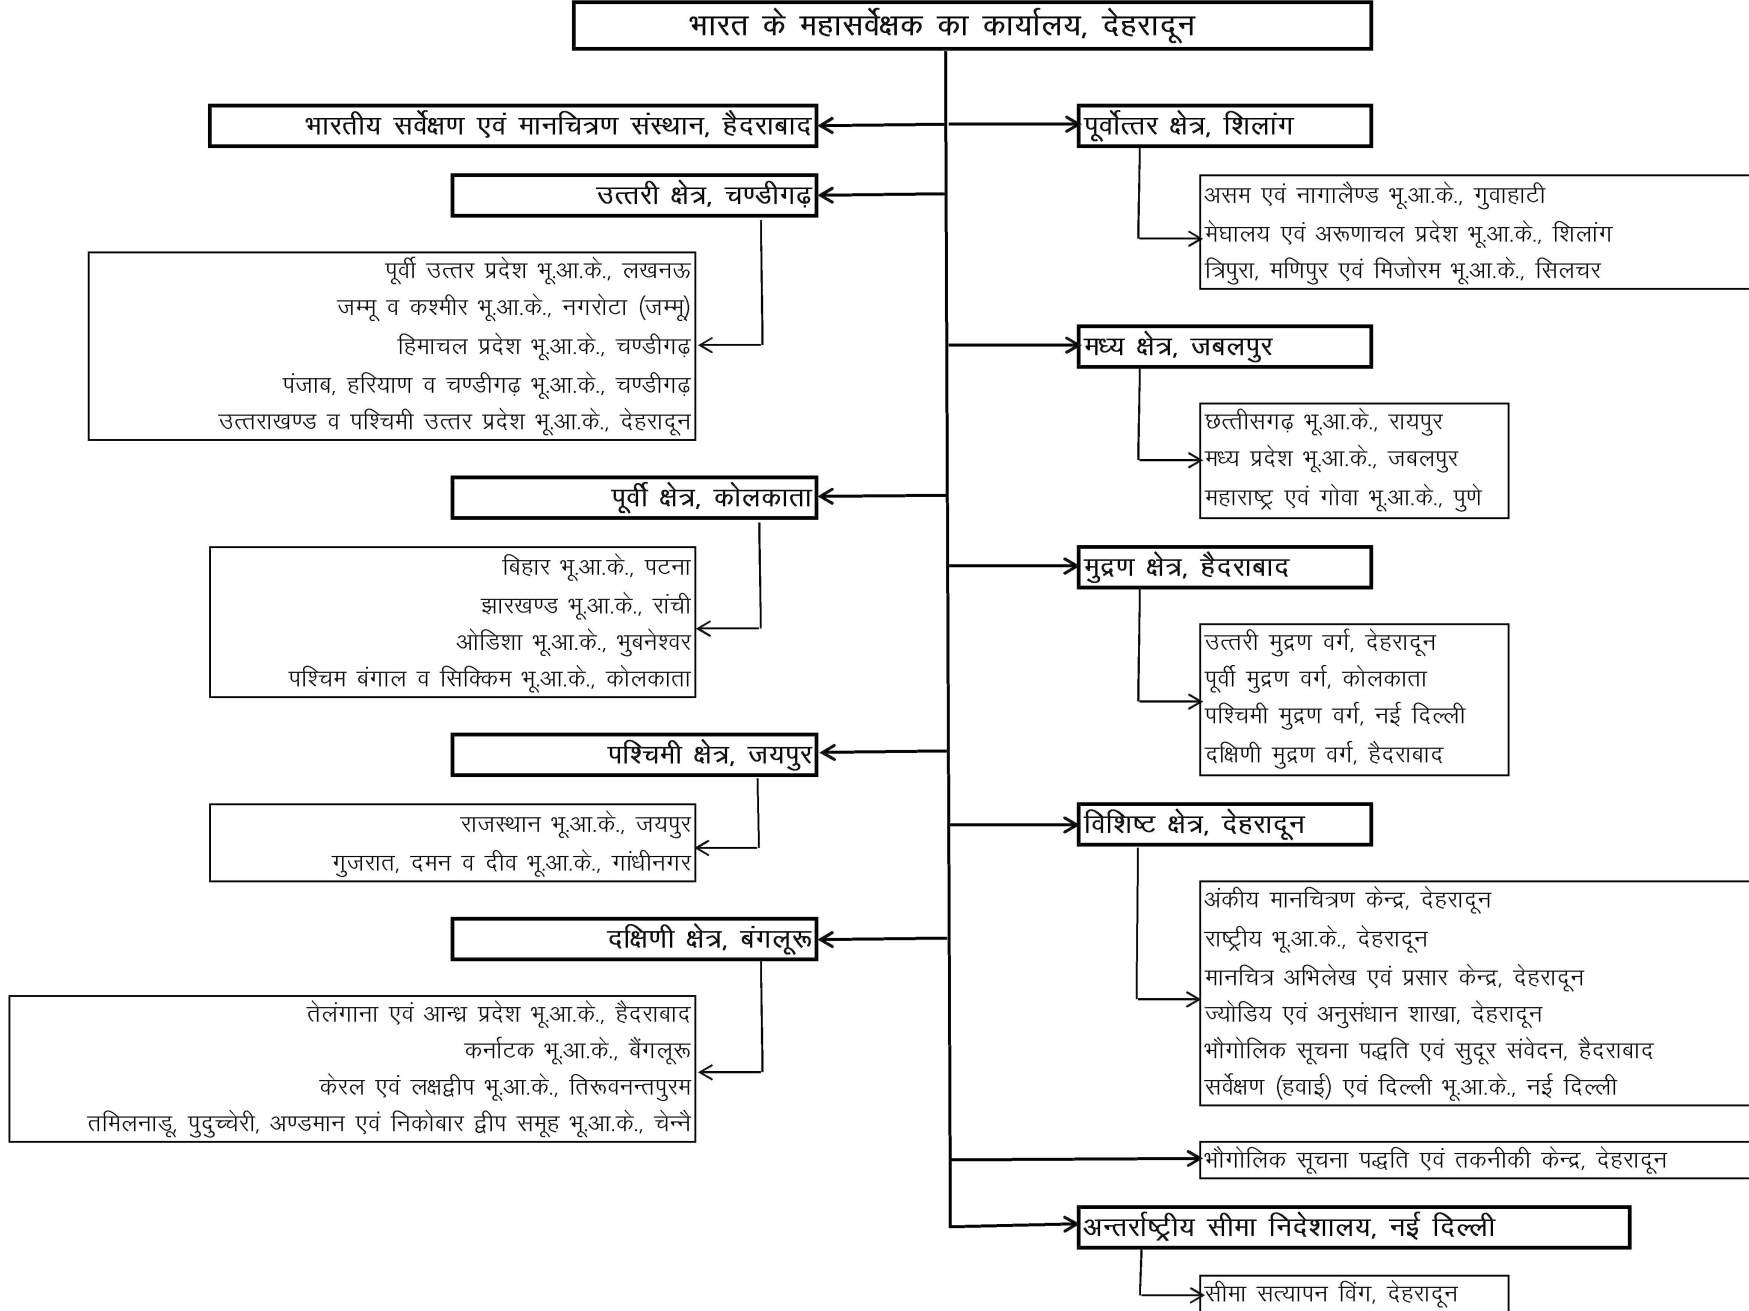 भारत के महासर्वेक्षक का कार्यालय, देहरादून
भारतीय सर्वेक्षण एवं मानचित्रण संस्थान, हैदराबाद
उत्तरी क्षेत्र, चण्डीगढ़
पूर्वी उत्तर प्रदेश भू.आ.के., लखनऊ
जम्मू व कश्मीर भू.आ.के., नगरोटा (जम्मू)
हिमाचल प्रदेश भू.आ.के., चण्डीगढ़
पंजाब, हरियाण व चण्डीगढ़ भू.आ.के., चण्डीगढ़
उत्तराखण्ड व पश्चिमी उत्तर प्रदेश भू.आ.के., देहरादून
पूर्वी क्षेत्र, कोलकाता
बिहार भू.आ.के., पटना
झारखण्ड भू.आ.के., रांची
ओडिशा भू.आ.के., भुबनेश्वर
पश्चिम बंगाल व सिक्किम भू.आ.के., कोलकाता
पश्चिमी क्षेत्र, जयपुर
राजस्थान भू.आ.के., जयपुर
गुजरात, दमन व दीव भू.आ.के., गांधीनगर
दक्षिणी क्षेत्र, बंगलूरू
तेलंगाना एवं आन्ध्र प्रदेश भू.आ.के., हैदराबाद
कर्नाटक भू.आ.के., बैंगलूरू
केरल एवं लक्षद्वीप भू.आ.के., तिरूवनन्तपुरम
तमिलनाडू, पुदुच्चेरी, अण्डमान एवं निकोबार द्वीप समूह भू.आ.के., चेन्नै
पूर्वोत्तर क्षेत्र, शिलांग
असम एवं नागालैण्ड भू.आ.के., गुवाहाटी
मेघालय एवं अरूणाचल प्रदेश भू.आ.के., शिलांग
त्रिपुरा, मणिपुर एवं मिजोरम भू.आ.के., सिलचर
मध्य क्षेत्र, जबलपुर
छत्तीसगढ़ भू.आ.के., रायपुर
मध्य प्रदेश भू.आ.के., जबलपुर
महाराष्ट्र एवं गोवा भू.आ.के., पुणे
मुद्रण क्षेत्र, हैदराबाद
उत्तरी मुद्रण वर्ग, देहरादून
पूर्वी मुद्रण वर्ग, कोलकाता
पश्चिमी मुद्रण वर्ग, नई दिल्ली
दक्षिणी मुद्रण वर्ग, हैदराबाद
विशिष्ट क्षेत्र, देहरादून
अंकीय मानचित्रण केन्द्र, देहरादून
राष्ट्रीय भू.आ.के., देहरादून
मानचित्र अभिलेख एवं प्रसार केन्द्र, देहरादून
ज्योडिय एवं अनुसंधान शाखा, देहरादून
भौगोलिक सूचना पद्धति एवं सुदूर संवेदन, हैदराबाद
सर्वेक्षण (हवाई) एवं दिल्ली भू.आ.के., नई दिल्ली
भौगोलिक सूचना पद्धति एवं तकनीकी केन्द्र, देहरादून
अन्तर्राष्ट्रीय सीमा निदेशालय, नई दिल्ली
सीमा सत्यापन विंग, देहरादून